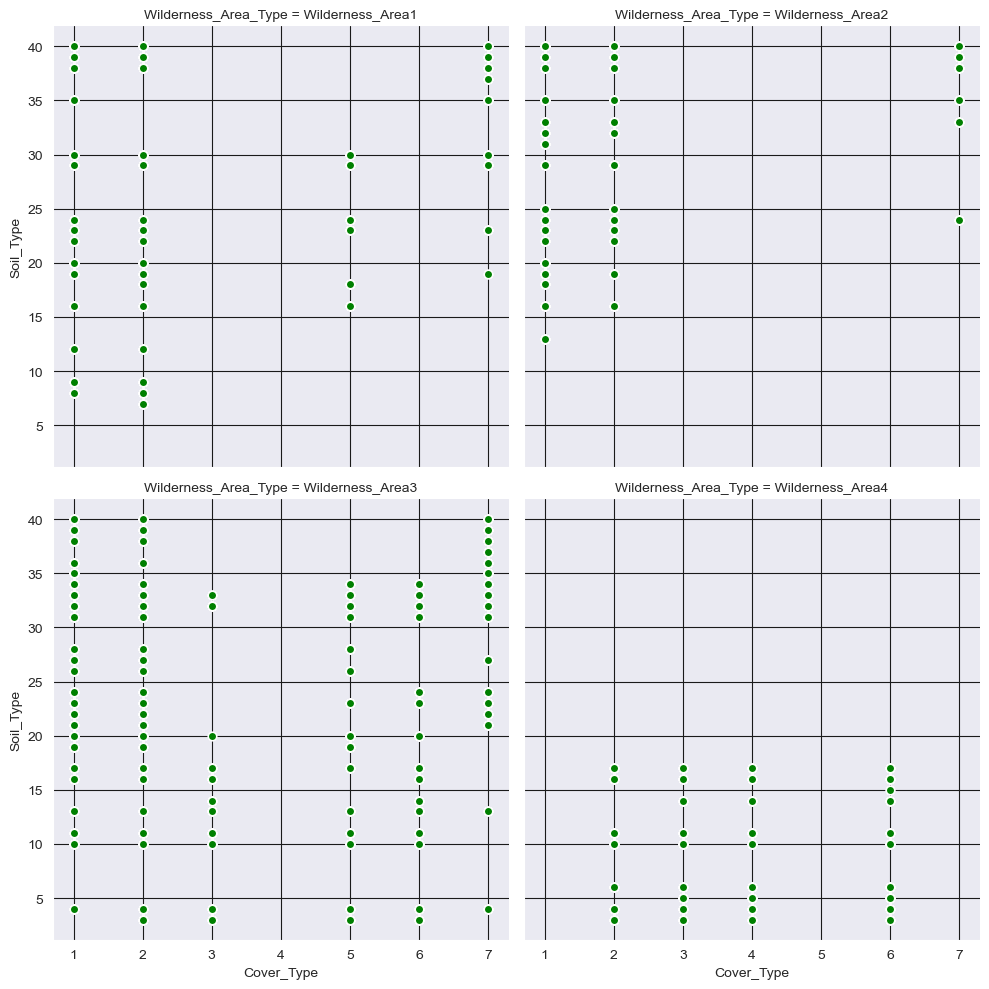 Wilderness_Area_Type = Wilderness_Area1
Wilderness_Area_Type = Wilderness_Area2
40
35
30
25
20
15
10
5
Soil_Type
Wilderness_Area_Type = Wilderness_Area3
Wilderness_Area_Type = Wilderness_Area4
40
35
30
25
20
15
10
5
Soil_Type
1 2 3 4 5 6 7
1 2 3 4 5 6 7
Cover_Type
Cover_Type